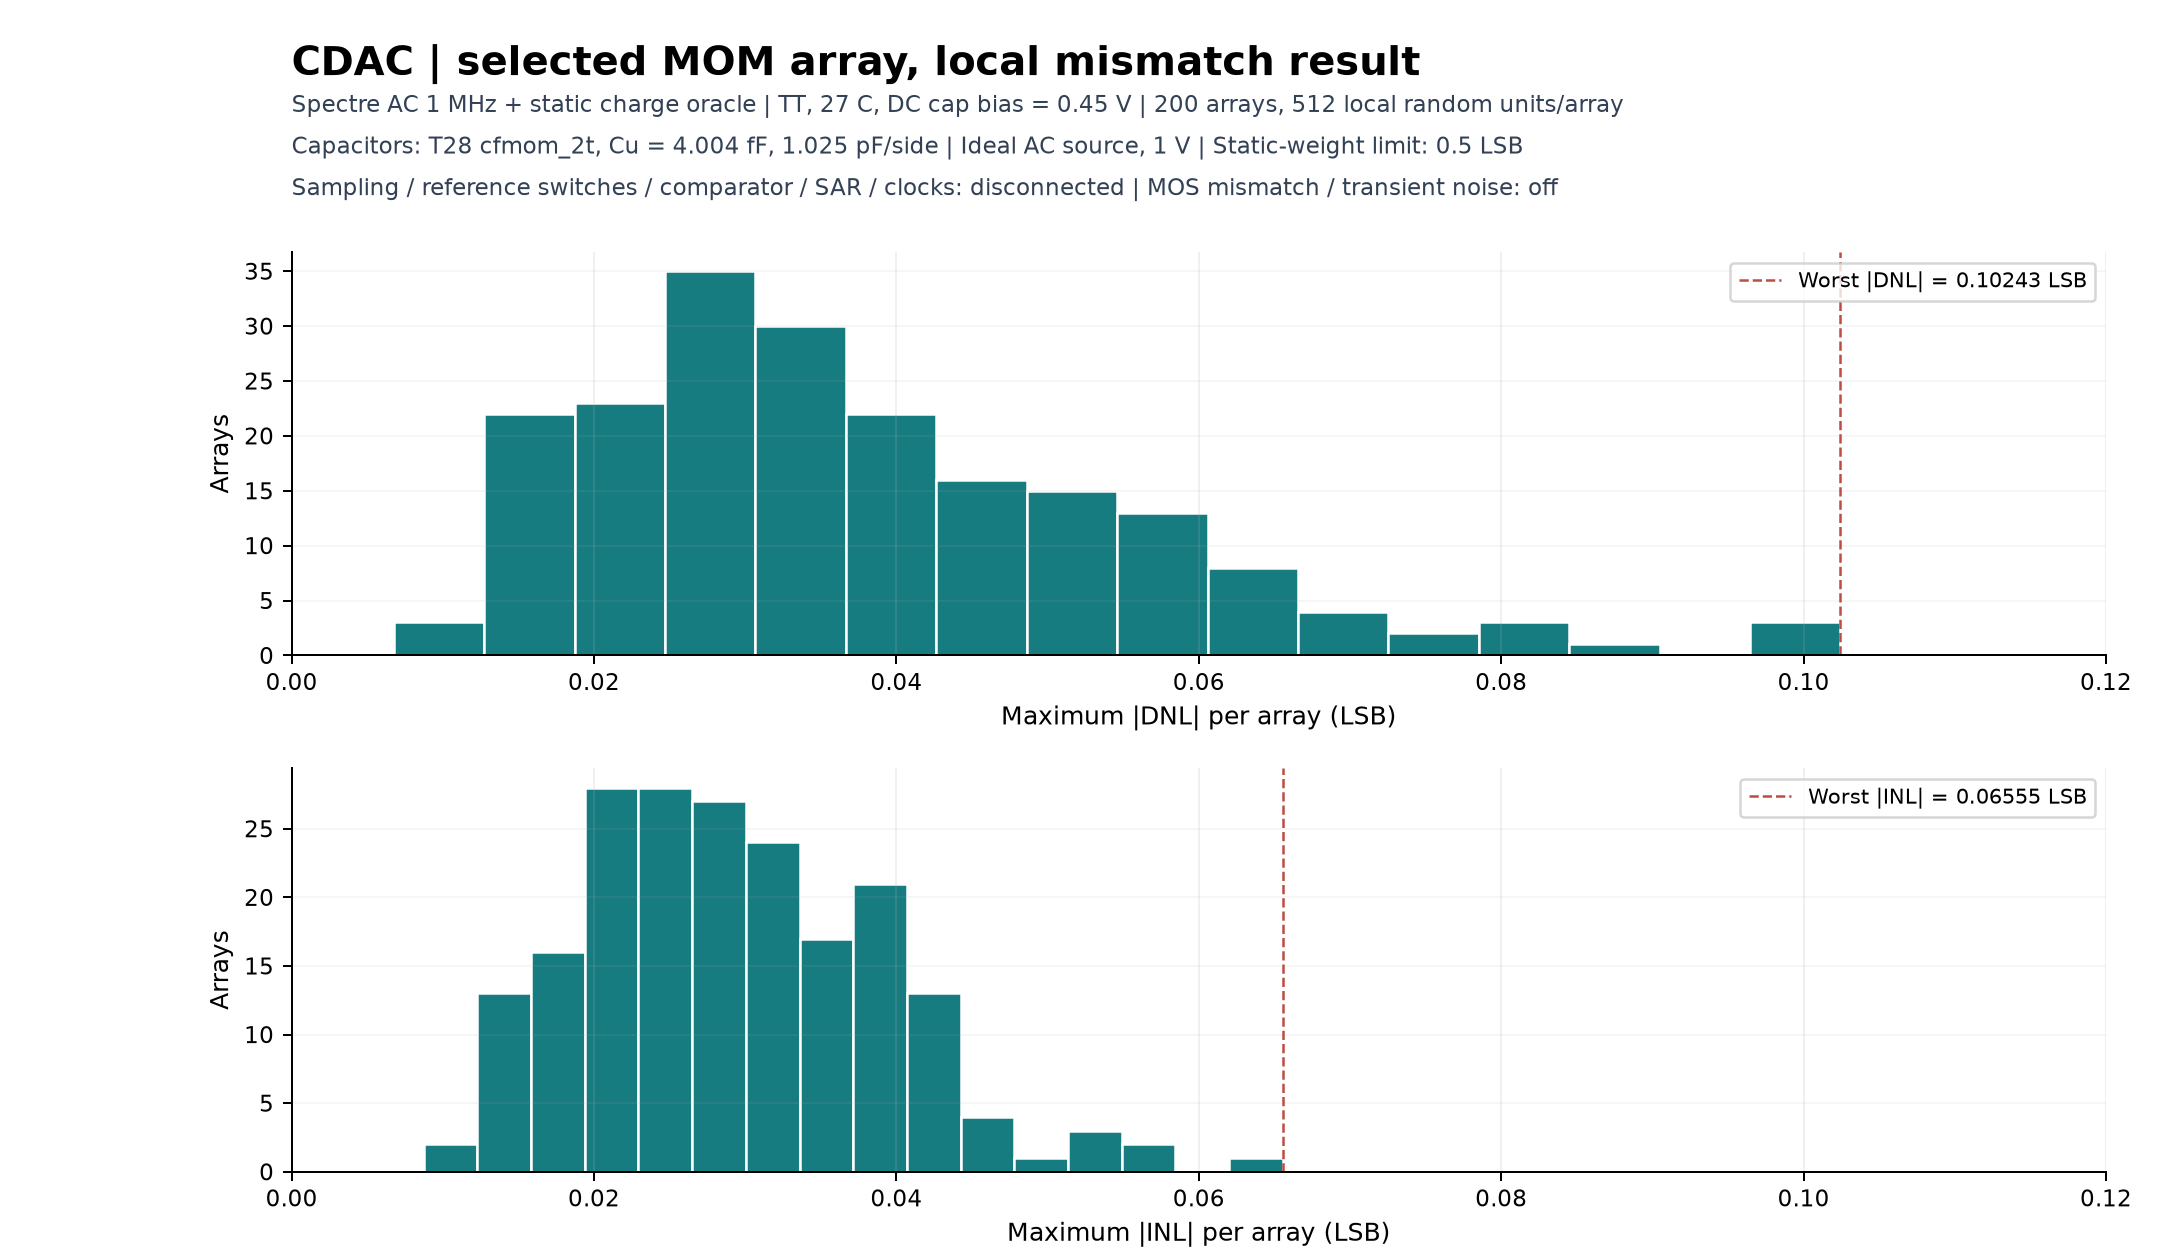 CDAC | selected MOM array, local mismatch result
Spectre AC 1 MHz + static charge oracle | TT, 27 C, DC cap bias = 0.45 V | 200 arrays, 512 local random units/array
Capacitors: T28 cfmom_2t, Cu = 4.004 fF, 1.025 pF/side | Ideal AC source, 1 V | Static-weight limit: 0.5 LSB
Sampling / reference switches / comparator / SAR / clocks: disconnected | MOS mismatch / transient noise: off
Worst |DNL| = 0.10243 LSB
35
30
25
20
15
10
5
0
Arrays
0.00 0.02 0.04 0.06 0.08 0.10 0.12
Maximum |DNL| per array (LSB)
Worst |INL| = 0.06555 LSB
25
20
15
10
5
0
Arrays
0.00 0.02 0.04 0.06 0.08 0.10 0.12
Maximum |INL| per array (LSB)